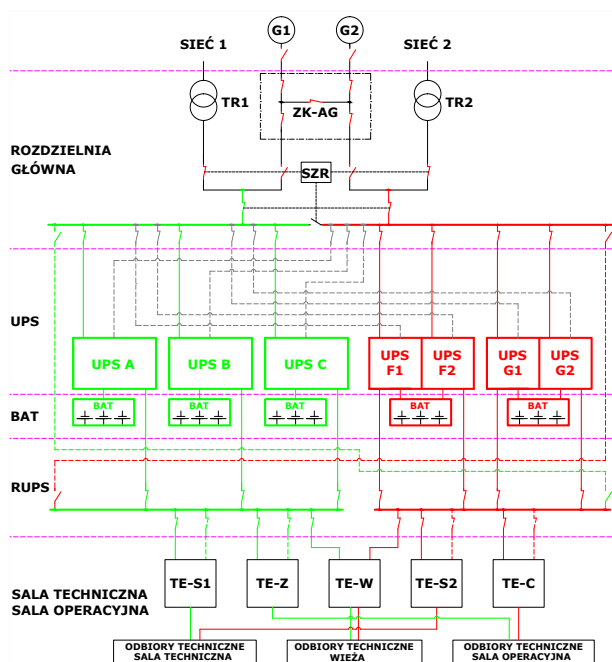 G1
G2
SIEĆ 1
SIEĆ 2
TR1
ZK-AG
TR2
ROZDZIELNIA
GŁÓWNA
SZR
UPS
UPS A
UPS B
UPS C
UPS
F1
UPS
F2
UPS
G1
UPS
G2
BAT
BAT
BAT
BAT
BAT
BAT
RUPS
TE-S1
TE-Z
TE-W
TE-S2
TE-C
SALA TECHNICZNA
SALA OPERACYJNA
ODBIORY TECHNICZNE
SALA TECHNICZNA
ODBIORY TECHNICZNE
WIEŻA
ODBIORY TECHNICZNE
SALA OPERACYJNA